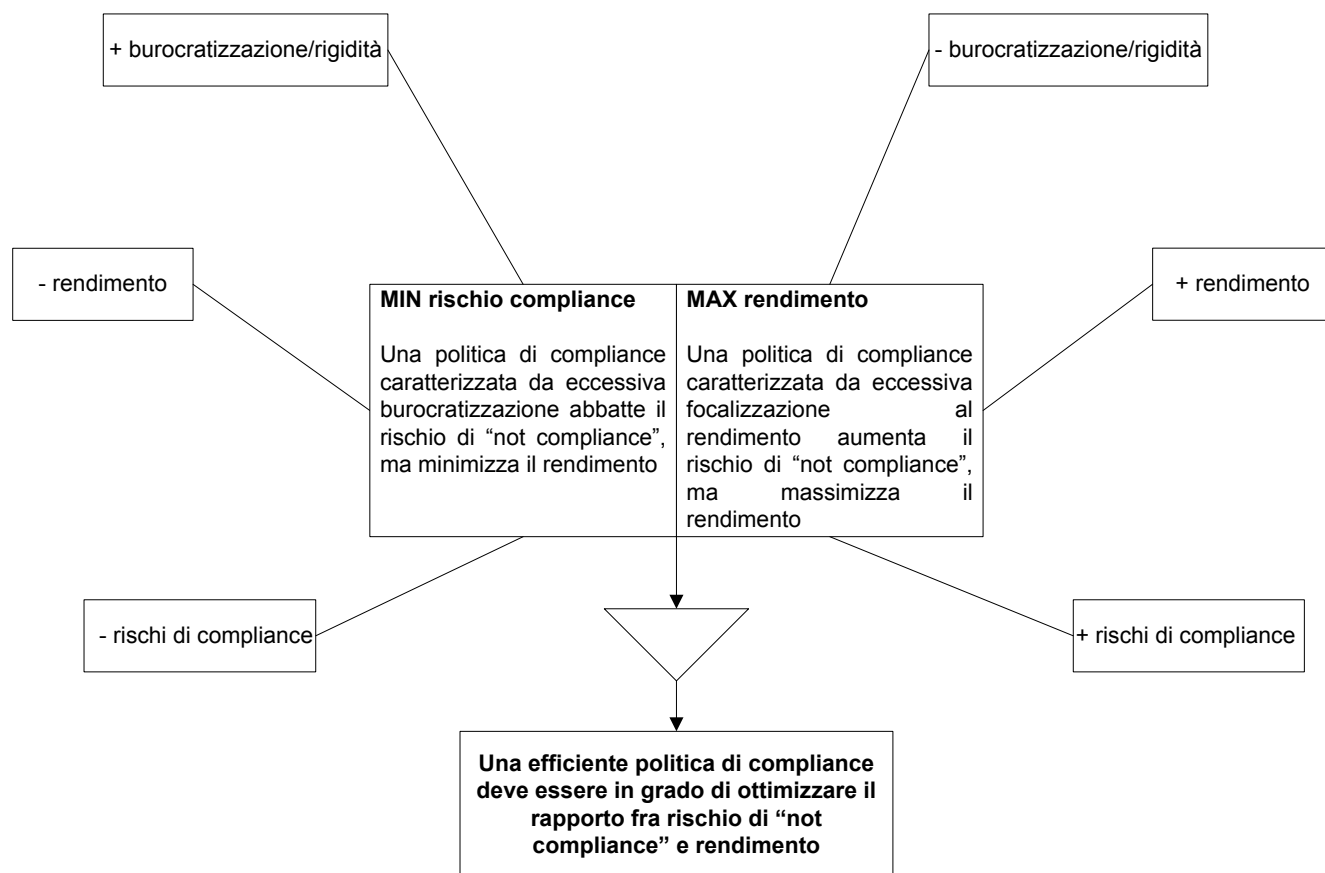 + burocratizzazione/rigidità
- burocratizzazione/rigidità
- rendimento
+ rendimento
MIN rischio compliance
Una politica di compliance
caratterizzata da eccessiva
burocratizzazione abbatte il
rischio di “not compliance”,
ma minimizza il rendimento
MAX rendimento
Una politica di compliance
caratterizzata da eccessiva
focalizzazione al
rendimento aumenta il
rischio di “not compliance”,
ma massimizza il
rendimento
- rischi di compliance
+ rischi di compliance
Una efficiente politica di compliance
deve essere in grado di ottimizzare il
rapporto fra rischio di “not
compliance” e rendimento